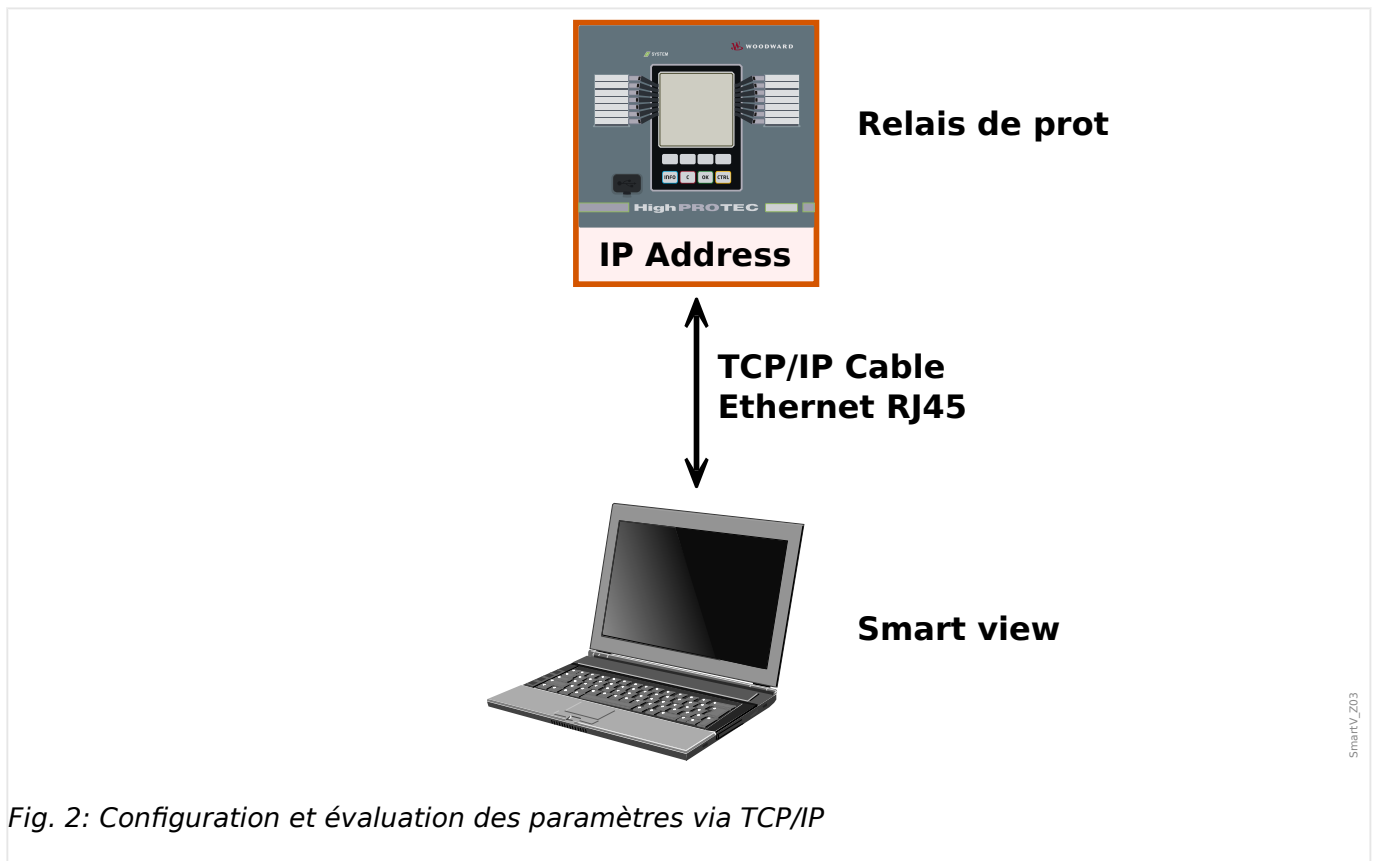 WOODWARD
SYSTEM
INFO C OK CTRL
HighPROTEC
IP Address
Relais de prot
TCP/IP Cable
Ethernet RJ45
Smart view
SmartV_Z03
Fig. 2: Configuration et évaluation des paramètres via TCP/IP